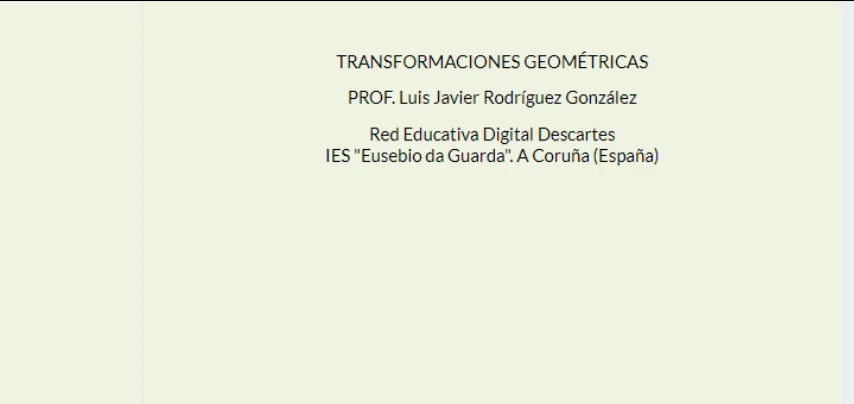 TRANSFORMACIONES GEOMÉTRICAS
PROF. Luis Javier Rodríguez González
Red Educativa Digital Descartes
IES "Eusebio da Guarda". A Coruña (España)